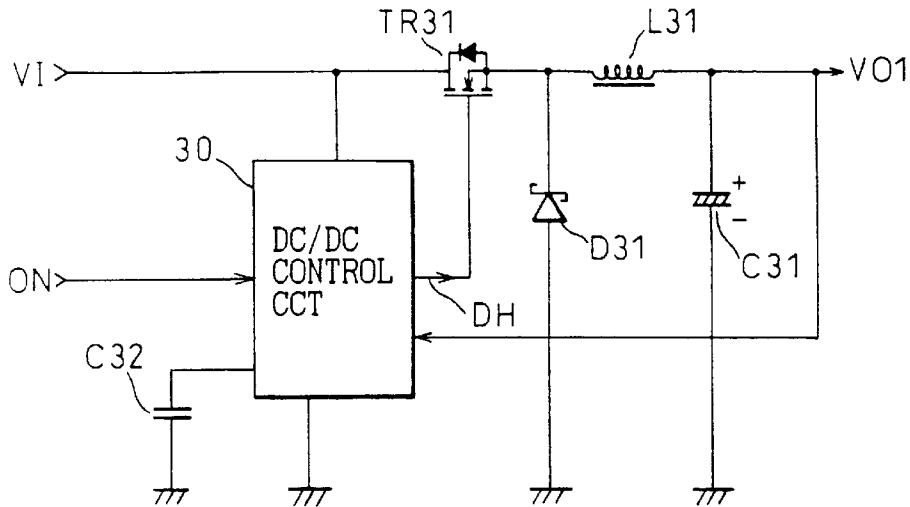 TR31
L31
VI
VO1
30
DC/DC
CONTROL
CCT
D31
+
-
C31
ON
DH
C32